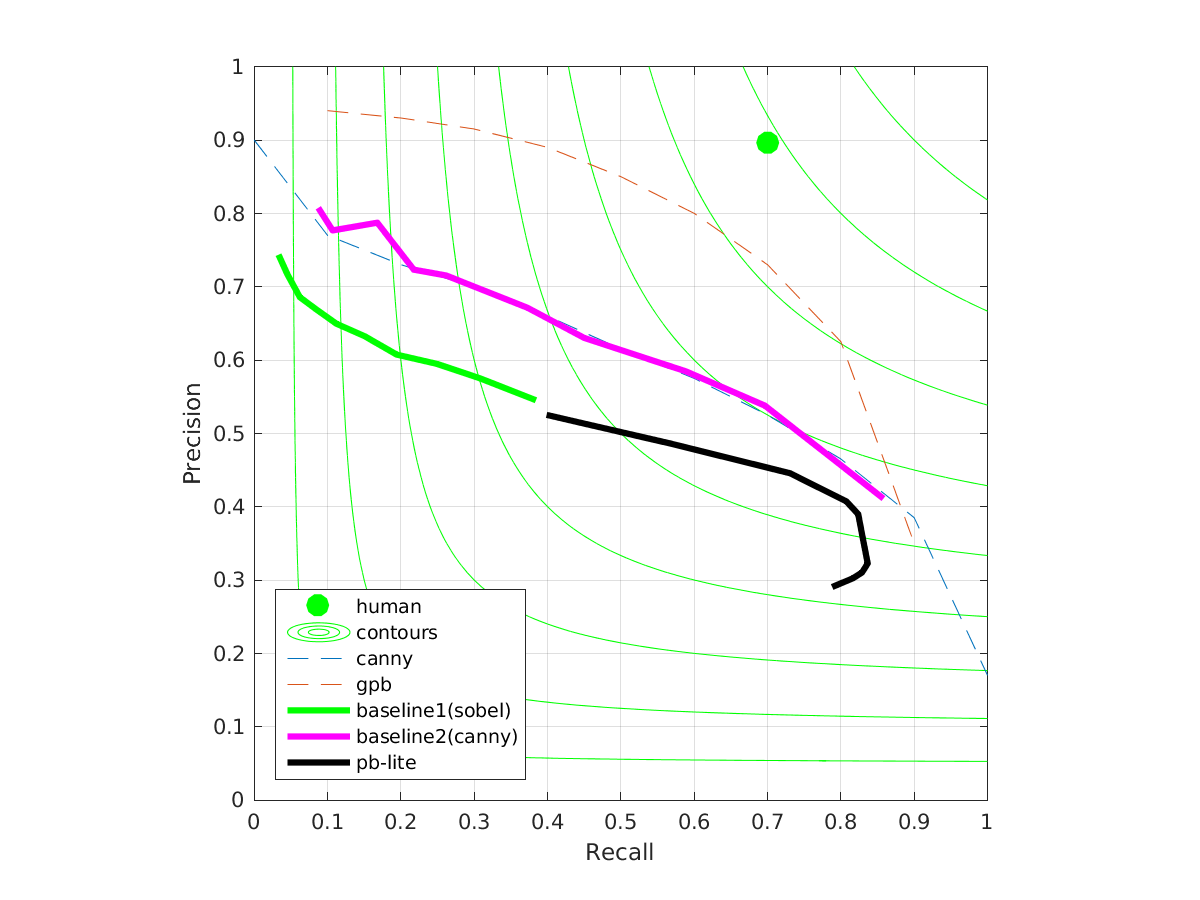 1
0.9
0.8
0.7
0.6
0.5
0.4
0.3
0.2
0.1
0
Precision
human
contours
canny
gpb
baseline1(sobel)
baseline2(canny)
pb-lite
0 0.1 0.2 0.3 0.4 0.5 0.6 0.7 0.8 0.9 1
Recall